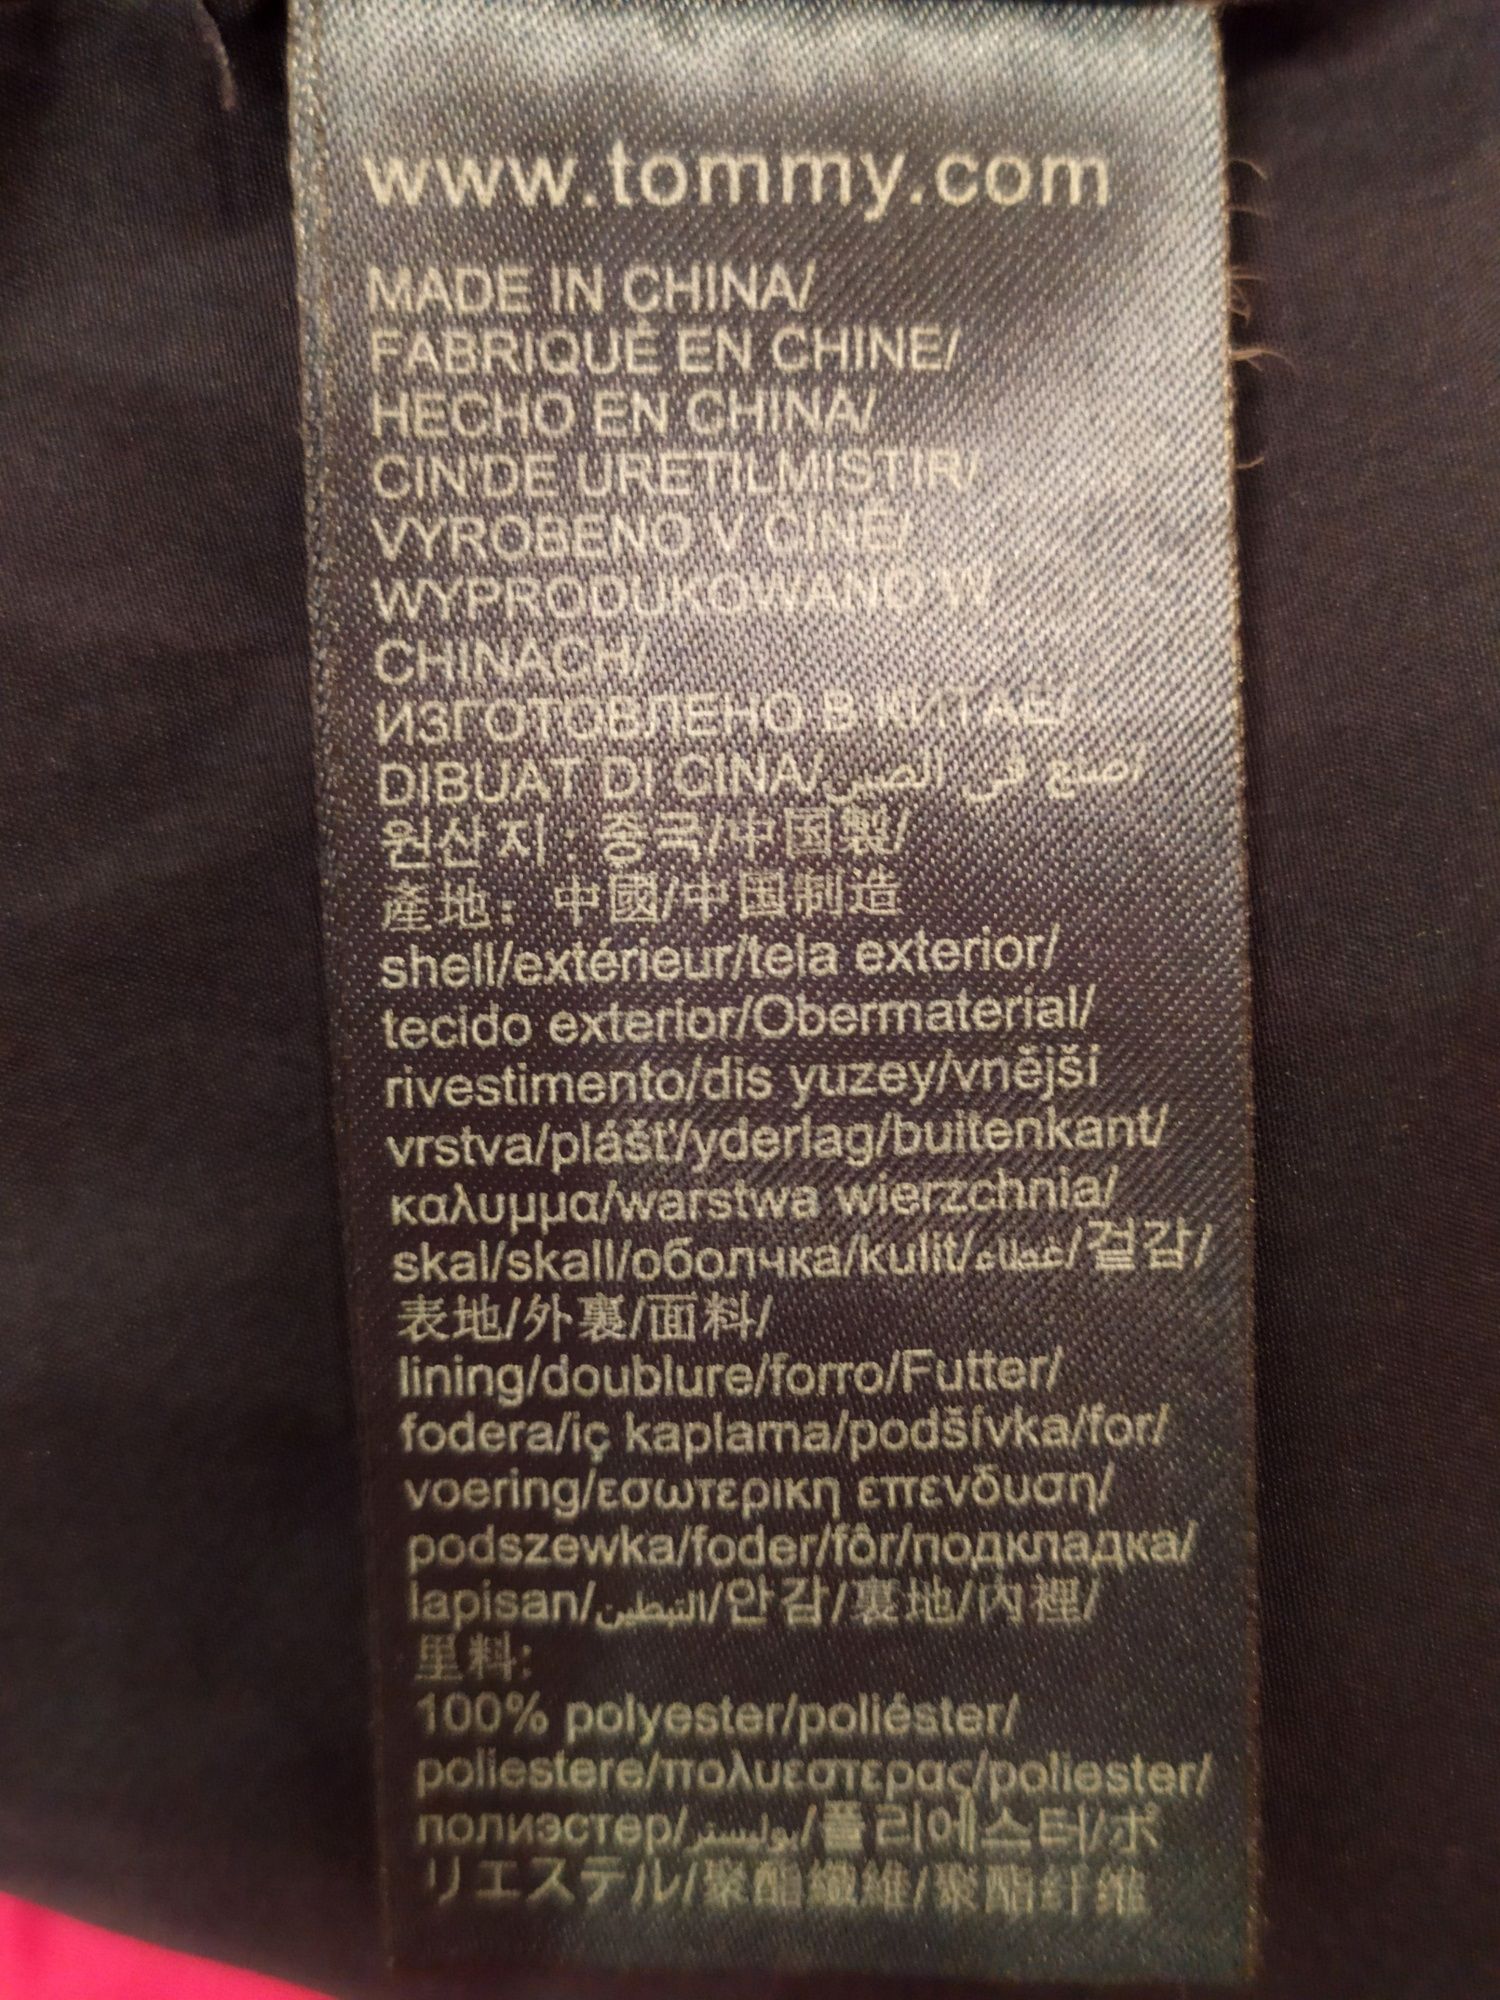 www.tommy.com
MADE IN CHINA/
FABRIQUÉ EN CHINE/
HECHO EN CHINA/
CIN'DE URETILMISTIR/
VYROBENO V CINĚ/
WYPRODUKOWANO W
CHINACH/
ИЗГОТОВЛЕНО В КИТАЕ/
DIBUAT DI CINA/صنع في الصين/
원산지 : 중국/中国製/
產地：中國/中国制造
shell/extérieur/tela exterior/
tecido exterior/Obermaterial/
rivestimento/dis yuzey/vnější
vrstva/plášť/yderlag/buitenkant/
καλυμμα/warstwa wierzchnia/
skal/skall/оболчка/kulit/غطاء/겉감/
表地/外裏/面料/
lining/doublure/forro/Futter/
fodera/iç kaplama/podšívka/for/
voering/εσωτερικη επενδυση/
podszewka/foder/fôr/подкладка/
lapisan/التبطين/안감/裏地/內裡/
里料:
100% polyester/poliéster/
poliestere/πολυεστερας/poliester/
полиэстер/بوليستر/폴리에스터/ポ
リエステル/聚酯纖維/聚酯纤维